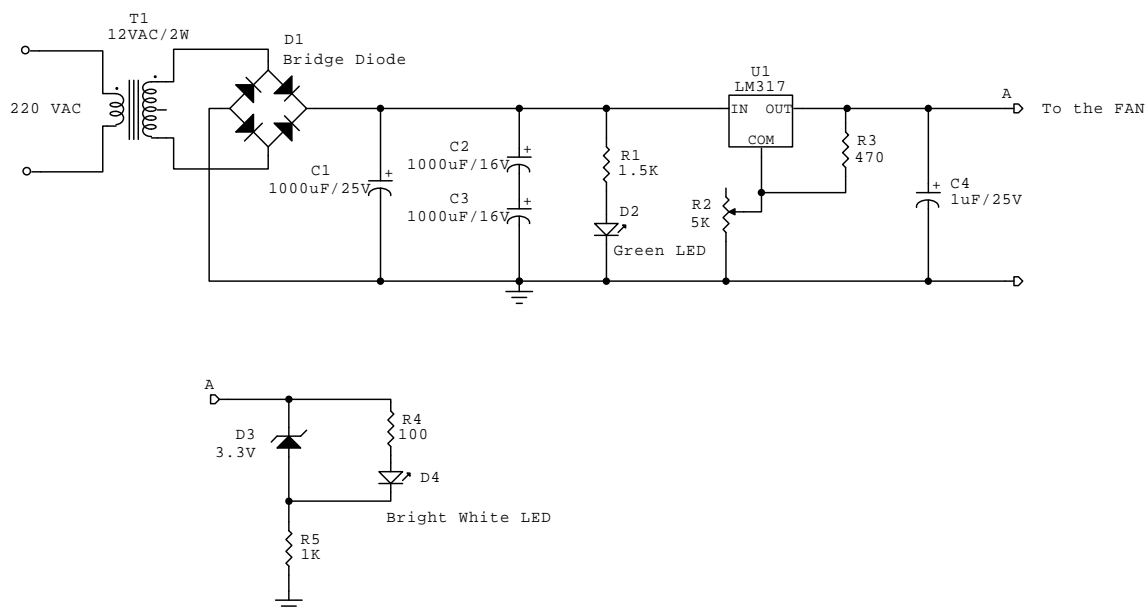 T1
12VAC/2W
D1
Bridge Diode
220 VAC
C1
1000uF/25V
C2
1000uF/16V
C3
1000uF/16V
R1
1.5K
D2
Green LED
U1
LM317
IN OUT
COM
R2
5K
R3
470
C4
1uF/25V
A
To the FAN
A
D3
3.3V
R4
100
D4
Bright White LED
R5
1K